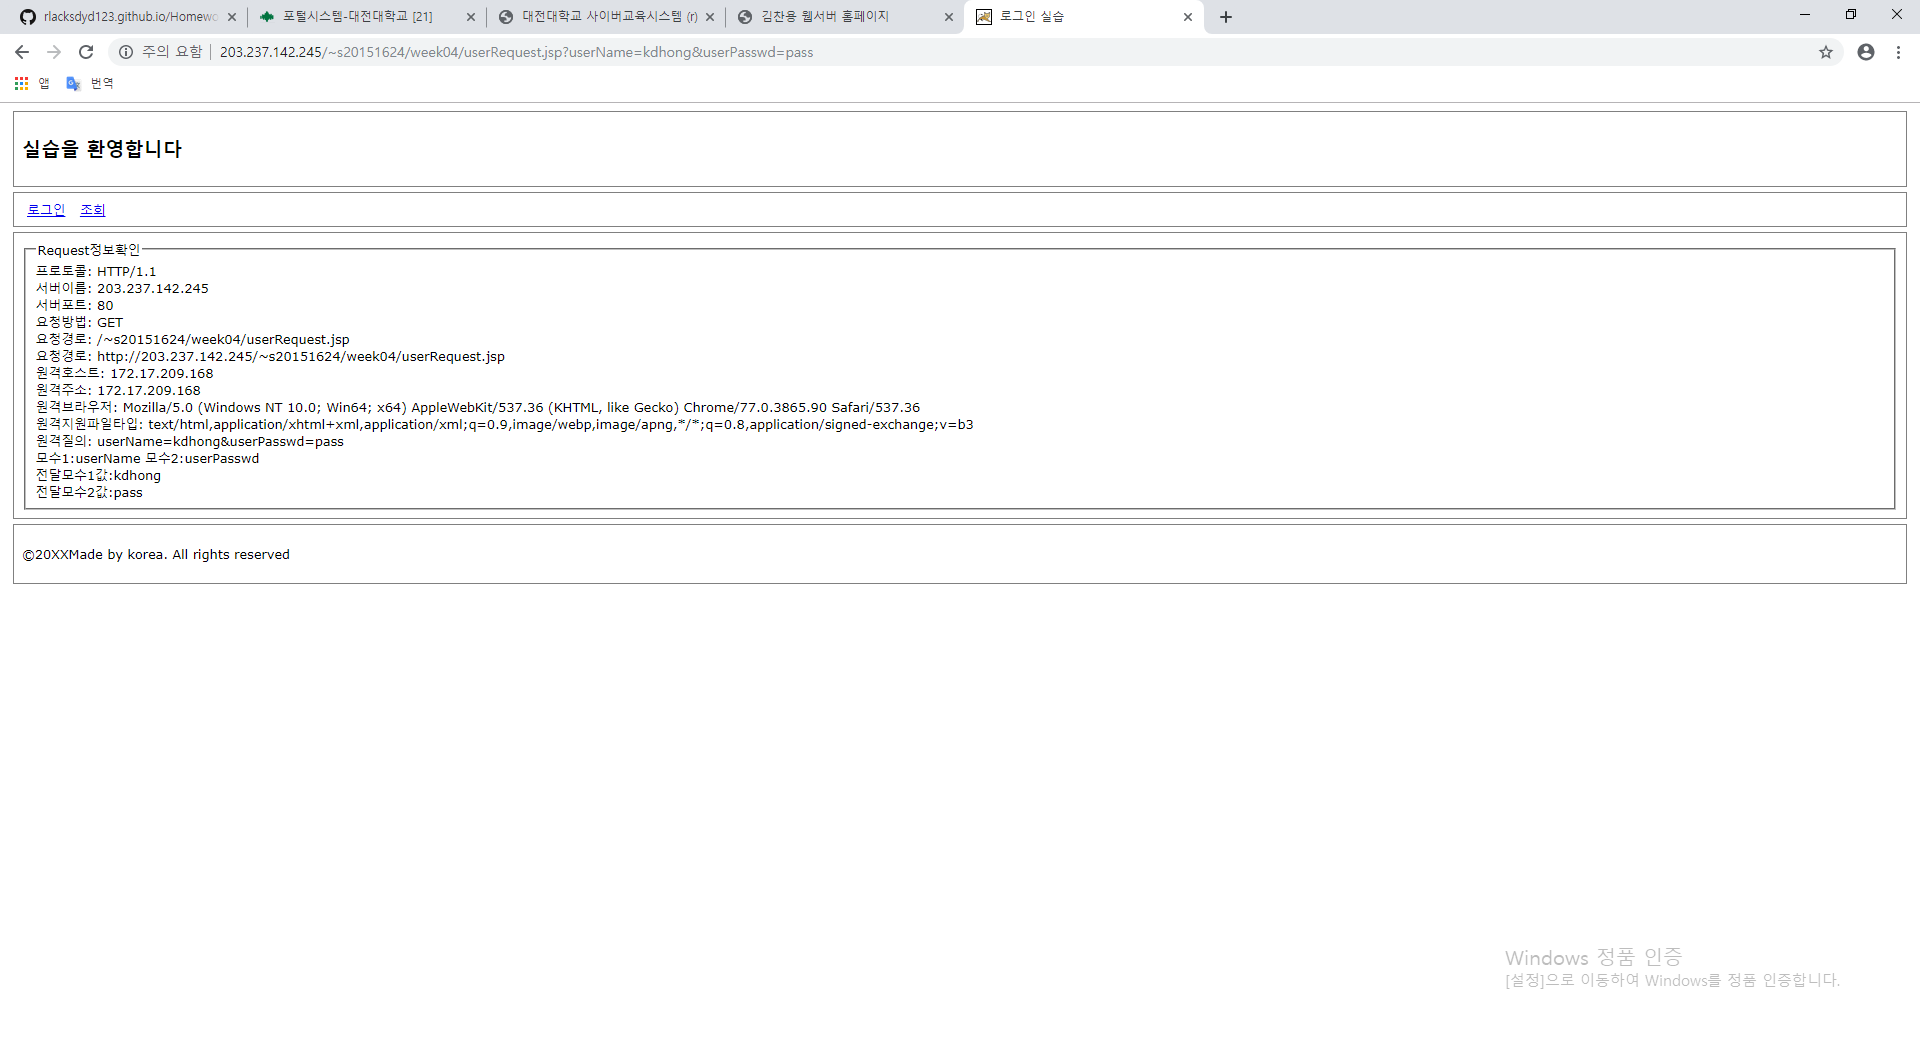 rlacksdyd123.github.io/Homewo
포털시스템-대전대학교 [21]
대전대학교 사이버교육시스템 (r)
김찬용 웹서버 홈페이지
로그인 실습
주의 요함 | 203.237.142.245/~s20151624/week04/userRequest.jsp?userName=kdhong&userPasswd=pass
앱 번역
실습을 환영합니다
로그인 조회
Request정보확인
프로토콜: HTTP/1.1
서버이름: 203.237.142.245
서버포트: 80
요청방법: GET
요청경로: /~s20151624/week04/userRequest.jsp
요청경로: http://203.237.142.245/~s20151624/week04/userRequest.jsp
원격호스트: 172.17.209.168
원격주소: 172.17.209.168
원격브라우저: Mozilla/5.0 (Windows NT 10.0; Win64; x64) AppleWebKit/537.36 (KHTML, like Gecko) Chrome/77.0.3865.90 Safari/537.36
원격지원파일타입: text/html,application/xhtml+xml,application/xml;q=0.9,image/webp,image/apng,*/*;q=0.8,application/signed-exchange;v=b3
원격질의: userName=kdhong&userPasswd=pass
모수1:userName 모수2:userPasswd
전달모수1값:kdhong
전달모수2값:pass
©20XXMade by korea. All rights reserved
Windows 정품 인증
[설정]으로 이동하여 Windows를 정품 인증합니다.